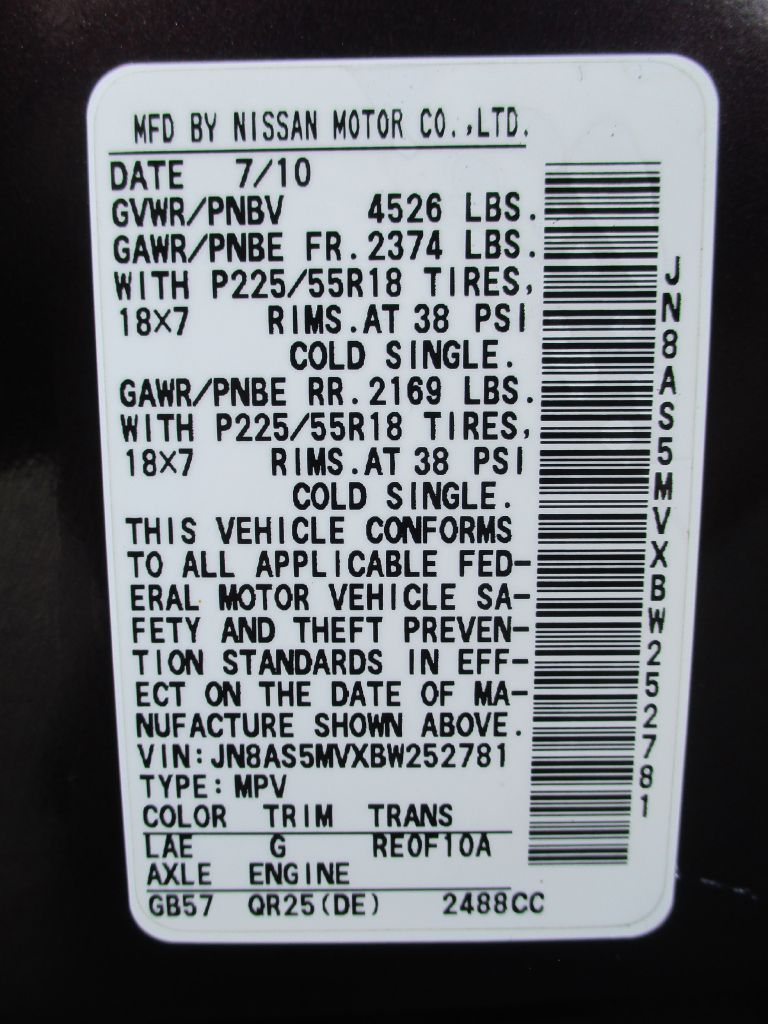 MFD BY NISSAN MOTOR CO.,LTD.
DATE 7/10
GVWR/PNBV 4526 LBS.
GAWR/PNBE FR.2374 LBS.
WITH P225/55R18 TIRES,
18×7 RIMS.AT 38 PSI
COLD SINGLE.
GAWR/PNBE RR.2169 LBS.
WITH P225/55R18 TIRES,
18×7 RIMS.AT 38 PSI
COLD SINGLE.
THIS VEHICLE CONFORMS
TO ALL APPLICABLE FED-
ERAL MOTOR VEHICLE SA-
FETY AND THEFT PREVEN-
TION STANDARDS IN EFF-
ECT ON THE DATE OF MA-
NUFACTURE SHOWN ABOVE.
VIN:JN8AS5MVXBW252781
TYPE:MPV
COLOR TRIM TRANS
LAE G RE0F10A
AXLE ENGINE
GB57 QR25(DE) 2488CC
JN8AS5MVXBW252781